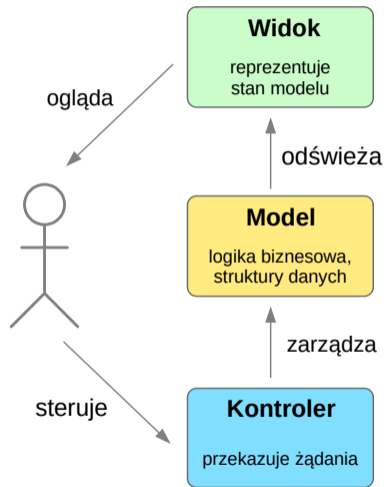 Widok
reprezentuje
stan modelu
ogląda
odświeża
Model
logika biznesowa,
struktury danych
zarządza
steruje
Kontroler
przekazuje żądania